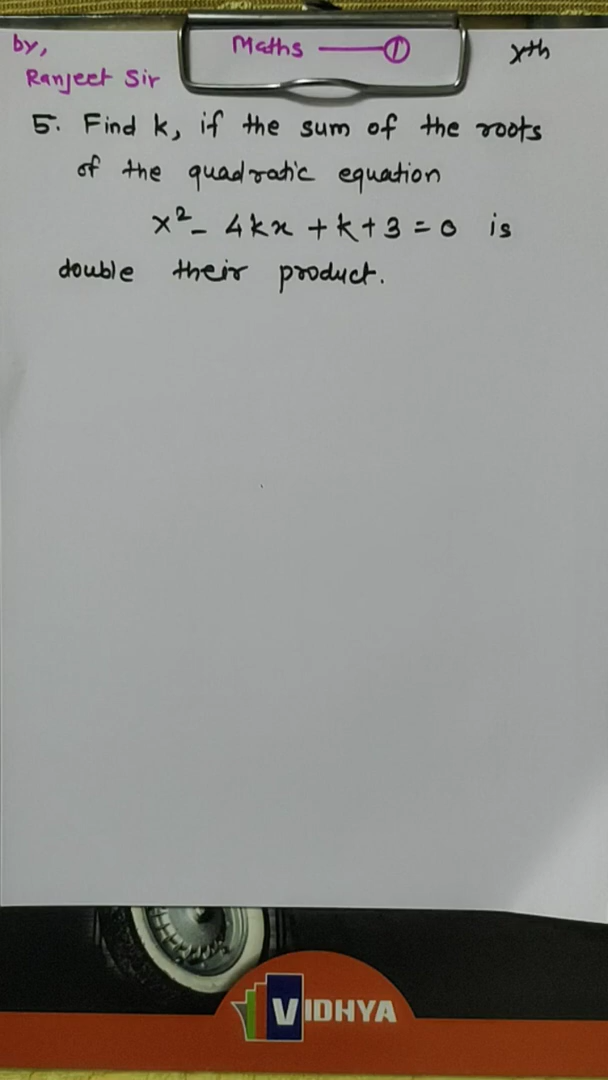 by, Maths —— ① Xth
Ranjeet Sir
5. Find k, if the sum of the roots
of the quadratic equation
x² - 4kx + k + 3 = 0 is
double their product.
VIDHYA